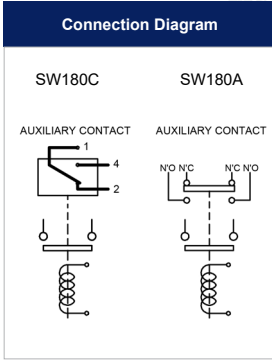 Connection Diagram
SW180C SW180A
AUXILIARY CONTACT AUXILIARY CONTACT
1
4
2
N'O N'C N'C N'O